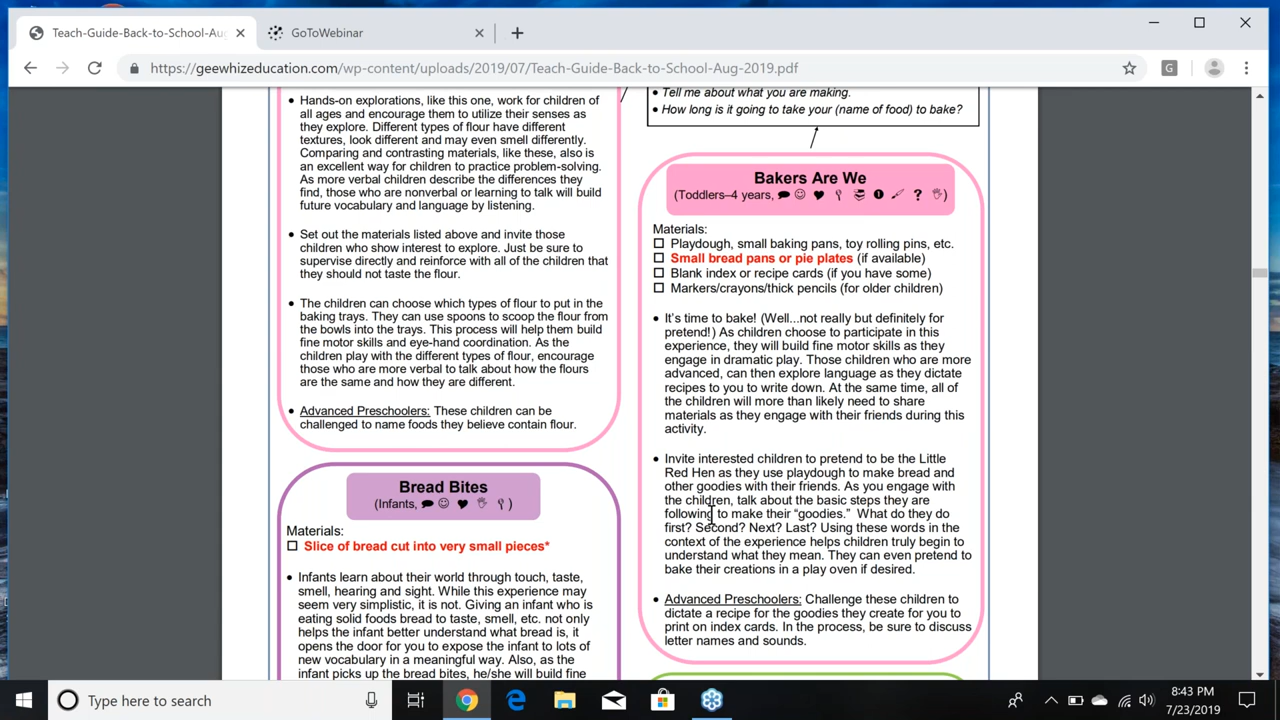 Teach-Guide-Back-to-School-Au
GoToWebinar
https://geewhizeducation.com/wp-content/uploads/2019/07/Teach-Guide-Back-to-School-Aug-2019.pdf
G
• Hands-on explorations, like this one, work for children of
all ages and encourage them to utilize their senses as
they explore. Different types of flour have different
textures, look different and may even smell differently.
Comparing and contrasting materials, like these, also is
an excellent way for children to practice problem-solving.
As more verbal children describe the differences they
find, those who are nonverbal or learning to talk will build
future vocabulary and language by listening.
• Set out the materials listed above and invite those
children who show interest to explore. Just be sure to
supervise directly and reinforce with all of the children that
they should not taste the flour.
• The children can choose which types of flour to put in the
baking trays. They can use spoons to scoop the flour from
the bowls into the trays. This process will help them build
fine motor skills and eye-hand coordination. As the
children play with the different types of flour, encourage
those who are more verbal to talk about how the flours
are the same and how they are different.
• Advanced Preschoolers: These children can be
challenged to name foods they believe contain flour.
Bread Bites
(Infants, )
Materials:
Slice of bread cut into very small pieces*
• Infants learn about their world through touch, taste,
smell, hearing and sight. While this experience may
seem very simplistic, it is not. Giving an infant who is
eating solid foods bread to taste, smell, etc. not only
helps the infant better understand what bread is, it
opens the door for you to expose the infant to lots of
new vocabulary in a meaningful way. Also, as the
infant picks up the bread bites, he/she will build fine
• Tell me about what you are making.
• How long is it going to take your (name of food) to bake?
Bakers Are We
(Toddlers–4 years, ?)
Materials:
Playdough, small baking pans, toy rolling pins, etc.
Small bread pans or pie plates (if available)
Blank index or recipe cards (if you have some)
Markers/crayons/thick pencils (for older children)
• It's time to bake! (Well...not really but definitely for
pretend!) As children choose to participate in this
experience, they will build fine motor skills as they
engage in dramatic play. Those children who are more
advanced, can then explore language as they dictate
recipes to you to write down. At the same time, all of
the children will more than likely need to share
materials as they engage with their friends during this
activity.
• Invite interested children to pretend to be the Little
Red Hen as they use playdough to make bread and
other goodies with their friends. As you engage with
the children, talk about the basic steps they are
following to make their “goodies.” What do they do
first? Second? Next? Last? Using these words in the
context of the experience helps children truly begin to
understand what they mean. They can even pretend to
bake their creations in a play oven if desired.
• Advanced Preschoolers: Challenge these children to
dictate a recipe for the goodies they create for you to
print on index cards. In the process, be sure to discuss
letter names and sounds.
Type here to search
8:43 PM
7/23/2019